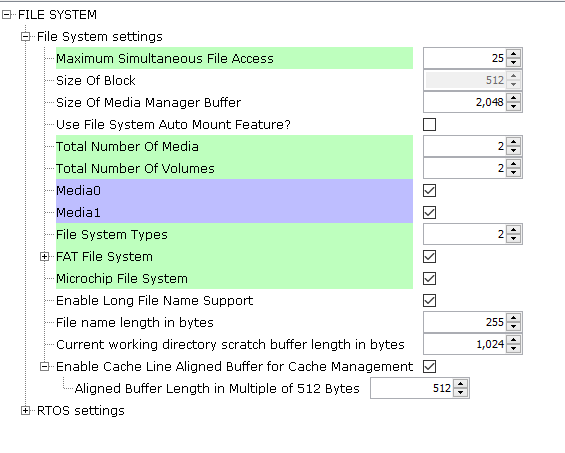 FILE SYSTEM
File System settings
Maximum Simultaneous File Access 25
Size Of Block 512
Size Of Media Manager Buffer 2,048
Use File System Auto Mount Feature?
Total Number Of Media 2
Total Number Of Volumes 2
Media0
Media1
File System Types 2
FAT File System
Microchip File System
Enable Long File Name Support
File name length in bytes 255
Current working directory scratch buffer length in bytes 1,024
Enable Cache Line Aligned Buffer for Cache Management
Aligned Buffer Length in Multiple of 512 Bytes 512
RTOS settings